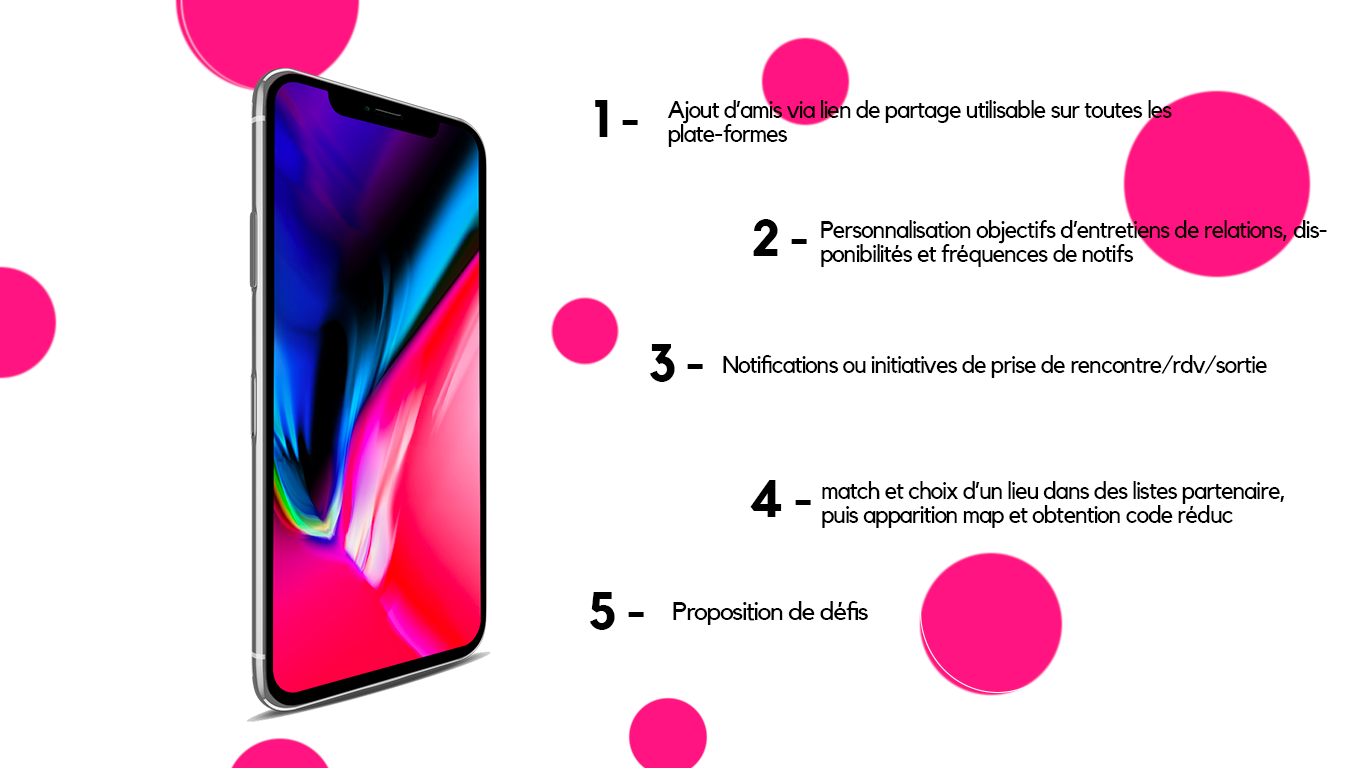 1 - Ajout d'amis via lien de partage utilisable sur toutes les
plate-formes
2 - Personnalisation objectifs d'entretiens de relations, dis-
ponibilités et fréquences de notifs
3 - Notifications ou initiatives de prise de rencontre/rdv/sortie
4 - match et choix d'un lieu dans des listes partenaire,
puis apparition map et obtention code réduc
5 - Proposition de défis